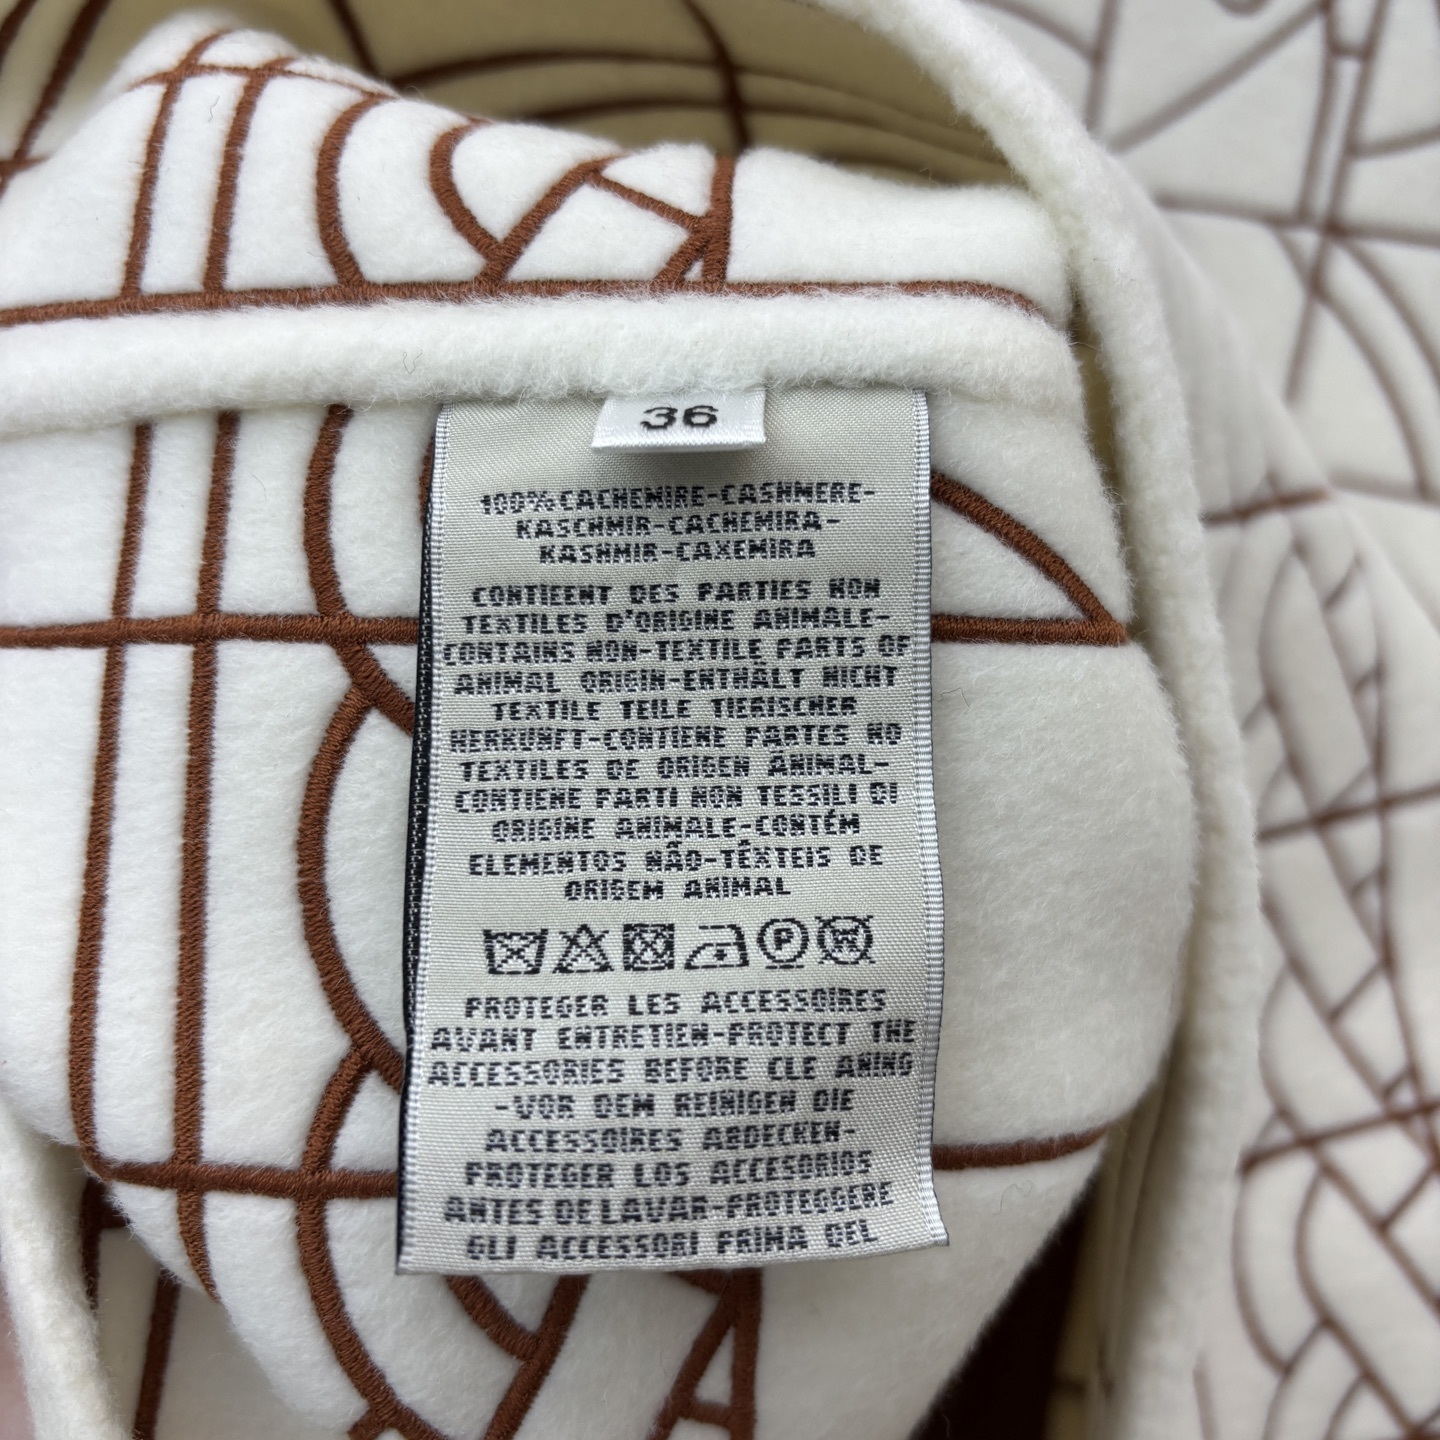 36
100%CACHEMIRE-CASHMERE-
KASCHMIR-CACHEMIRA-
KASHMIR-CAXEMIRA
CONTIEENT DES PARTIES NON
TEXTILES D'ORIGINE ANIMALE-
CONTAINS NON-TEXTILE PARTS OF
ANIMAL ORIGIN-ENTHÄLT NICHT
TEXTILE TEILE TIERISCHER
HERKUNFT-CONTIENE PARTES NO
TEXTILES DE ORIGEN ANIMAL-
CONTIENE PARTI NON TESSILI DI
ORIGINE ANIMALE-CONTÉM
ELEMENTOS NÃO-TÊXTEIS DE
ORIGEM ANIMAL
P W
PROTEGER LES ACCESSOIRES
AVANT ENTRETIEN-PROTECT THE
ACCESSORIES BEFORE CLE ANING
-VOR DEM REINIGEN DIE
ACCESSOIRES ABDECKEN-
PROTEGER LOS ACCESORIOS
ANTES DE LAVAR-PROTEGGERE
GLI ACCESSORI PRIMA DEL